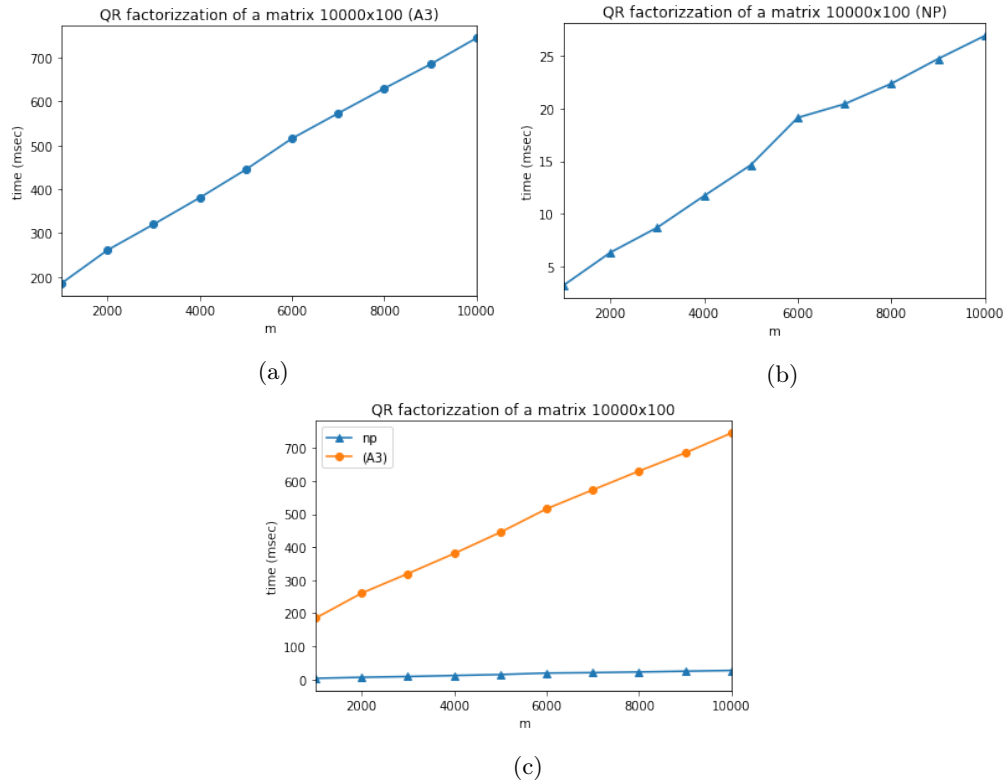 QR factorizzation of a matrix 10000x100 (A3)
700
600
500
400
300
200
time (msec)
2000 4000 6000 8000 10000
m
(a)
QR factorizzation of a matrix 10000x100 (NP)
25
20
15
10
5
time (msec)
2000 4000 6000 8000 10000
m
(b)
QR factorizzation of a matrix 10000x100
np
(A3)
700
600
500
400
300
200
100
0
time (msec)
2000 4000 6000 8000 10000
m
(c)